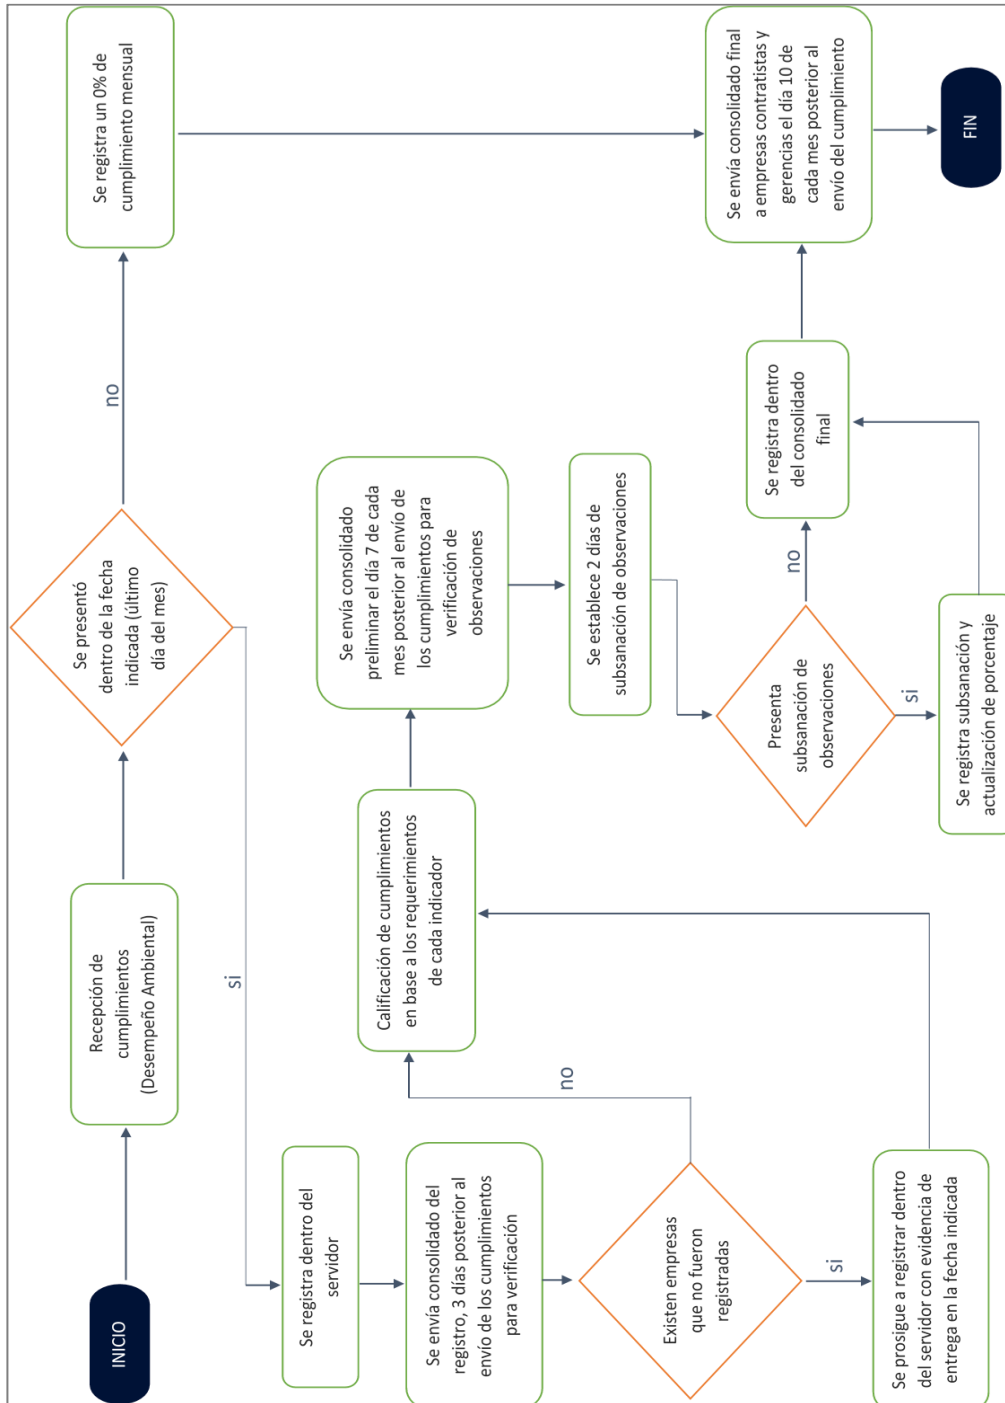 INICIO
Recepción de
cumplimientos
(Desempeño Ambiental)
Se presentó
dentro de la fecha
indicada (último
día del mes)
no
Se registra un 0% de
cumplimiento mensual
si
Se registra dentro del
servidor
Se envía consolidado del
registro, 3 días posterior al
envío de los cumplimientos
para verificación
Existen empresas
que no fueron
registradas
no
si
Se prosigue a registrar dentro
del servidor con evidencia de
entrega en la fecha indicada
Calificación de cumplimientos
en base a los requerimientos
de cada indicador
Se envía consolidado
preliminar el día 7 de cada
mes posterior al envío de
los cumplimientos para
verificación de
observaciones
Se establece 2 días de
subsanación de observaciones
Presenta
subsanación de
observaciones
no
si
Se registra subsanación y
actualización de porcentaje
Se registra dentro
del consolidado
final
Se envía consolidado final
a empresas contratistas y
gerencias el día 10 de
cada mes posterior al
envío del cumplimiento
FIN